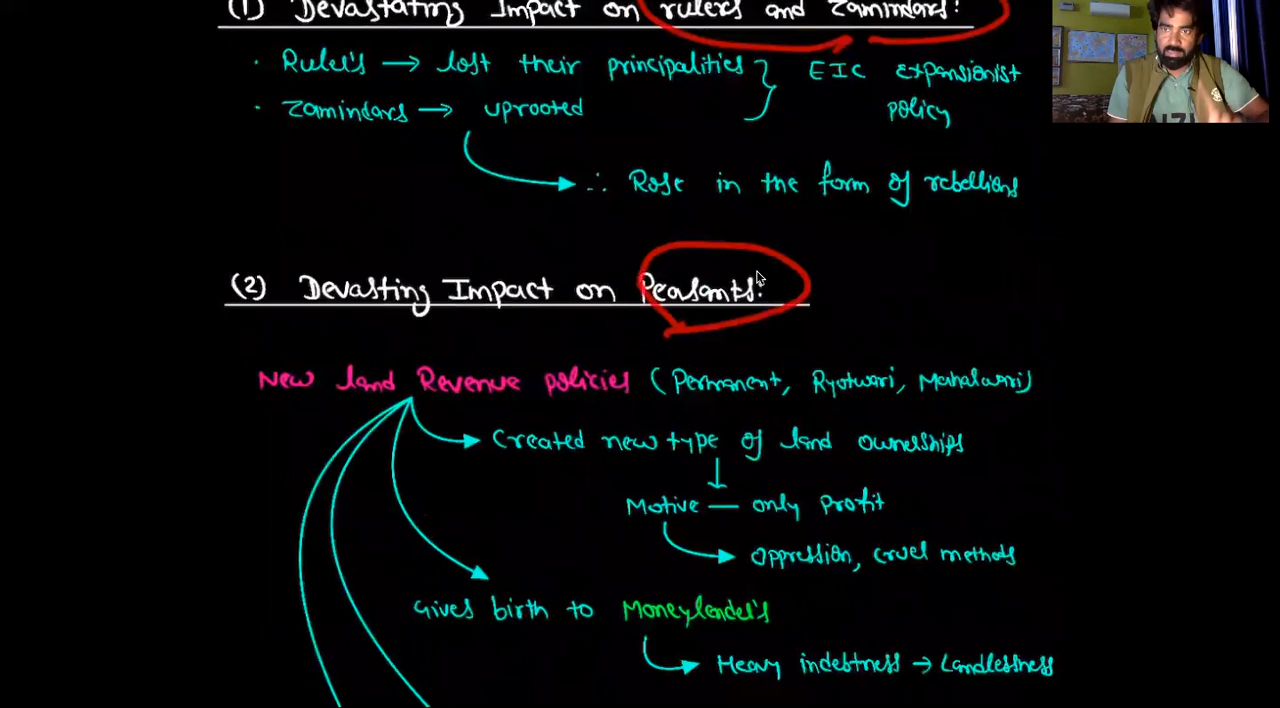 (1) Devastating Impact on rulers and Zamindars:
· Ruler's → lost their principalities } EIC expansionist
· Zamindars → uprooted policy
∴ Rose in the form of rebellions
(2) Devasting Impact on Peasants:
New land Revenue policies (Permanent, Ryotwari, Mahalwari)
Created new type of land ownerships
Motive — only Profit
Oppression, cruel methods
Gives birth to Moneylender's
Heavy indebtness → Landlessness